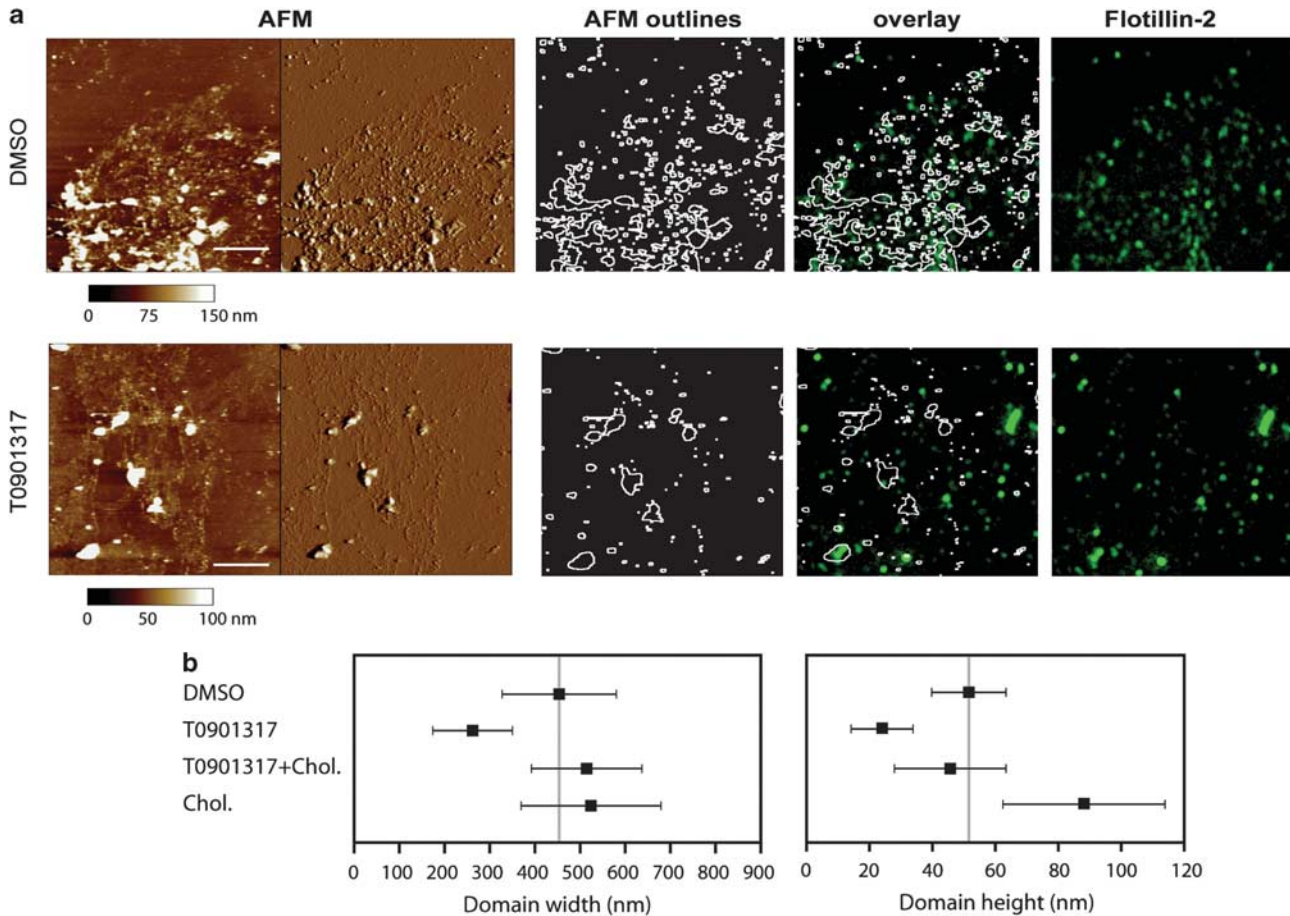 a
AFM
AFM outlines
overlay
Flotillin-2
DMSO
0 75 150 nm
T0901317
0 50 100 nm
b
DMSO
T0901317
T0901317+Chol.
Chol.
0 100 200 300 400 500 600 700 800 900
Domain width (nm)
0 20 40 60 80 100 120
Domain height (nm)